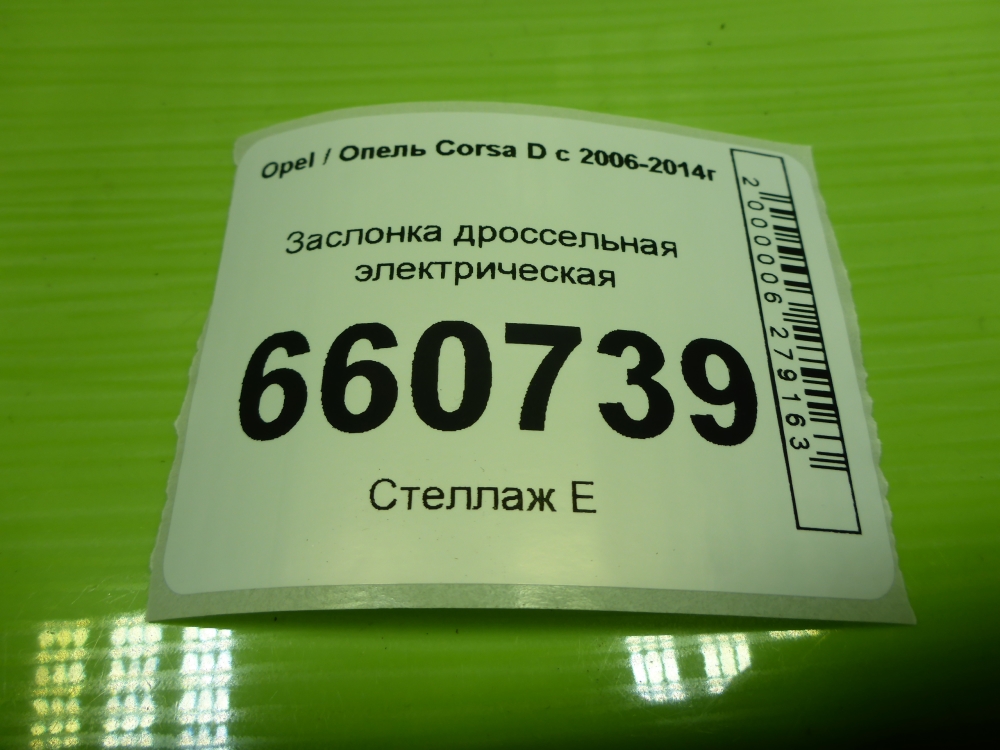 Opel / Опель Corsa D с 2006-2014г
Заслонка дроссельная
электрическая
660739
Стеллаж Е
2000006279163